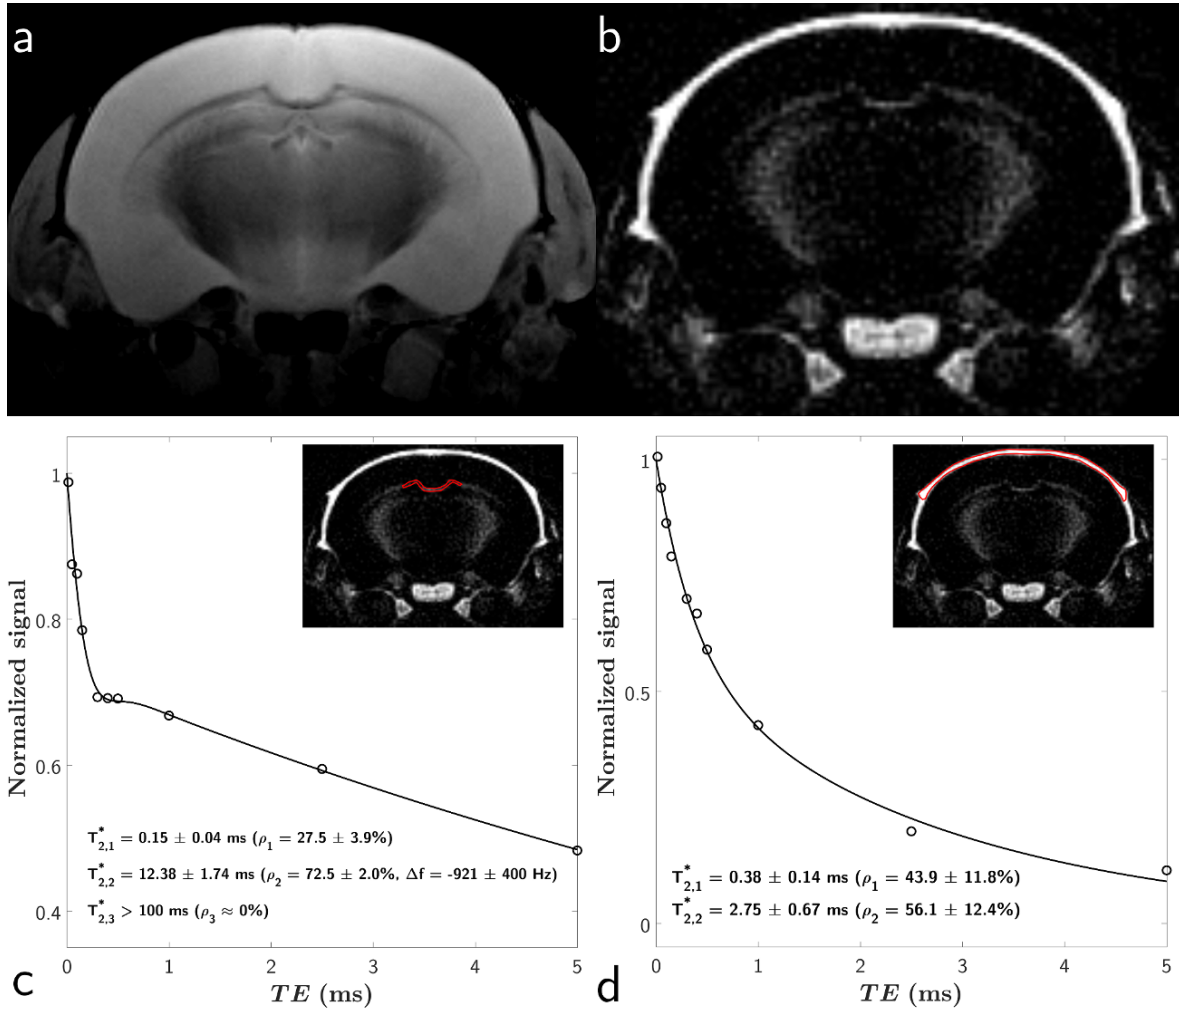 a
b
1
0.8
0.6
0.4
Normalized signal
T*2,1 = 0.15 ± 0.04 ms (ρ1 = 27.5 ± 3.9%)
T*2,2 = 12.38 ± 1.74 ms (ρ2 = 72.5 ± 2.0%, Δf = -921 ± 400 Hz)
T*2,3 > 100 ms (ρ3 ≈ 0%)
0 1 2 3 4 5
TE (ms)
c
1
0.5
0
Normalized signal
T*2,1 = 0.38 ± 0.14 ms (ρ1 = 43.9 ± 11.8%)
T*2,2 = 2.75 ± 0.67 ms (ρ2 = 56.1 ± 12.4%)
0 1 2 3 4 5
TE (ms)
d